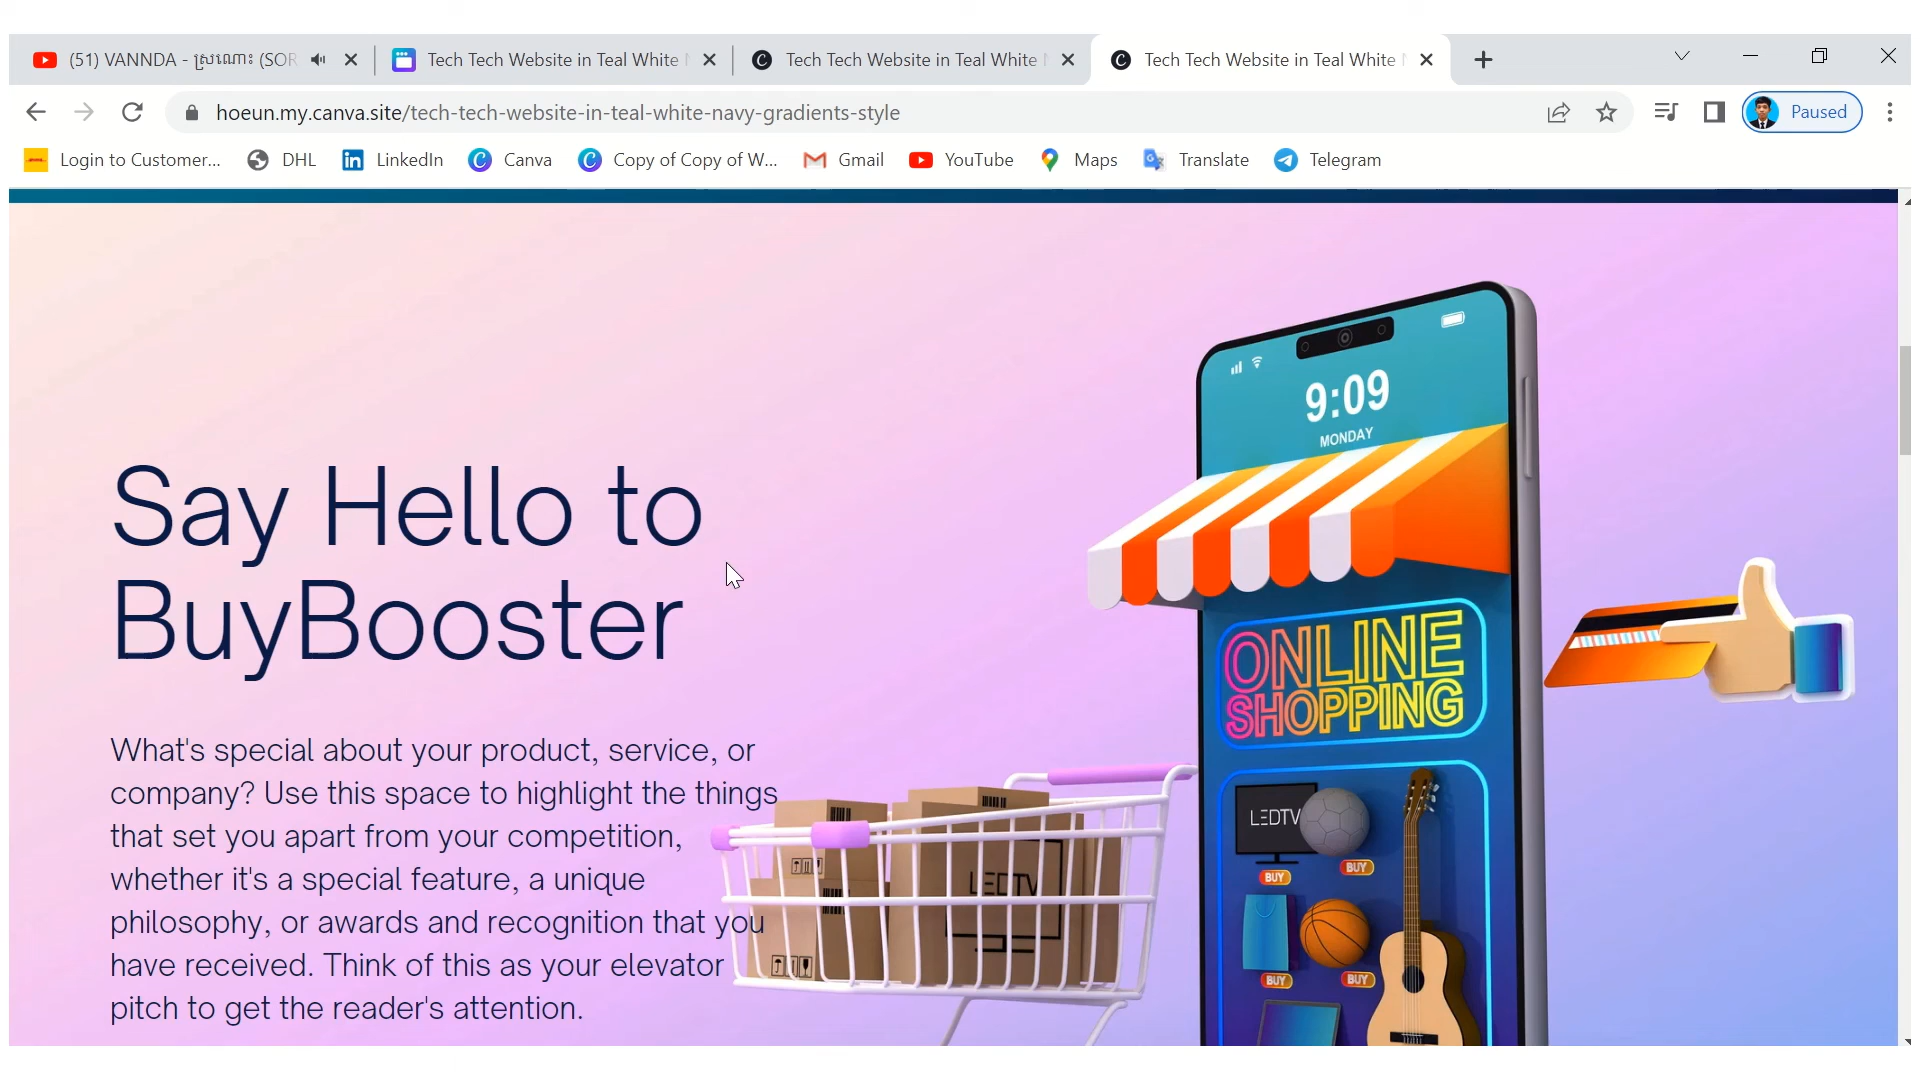 (51) VANNDA - ស្រណោះ (SOR
Tech Tech Website in Teal White
Tech Tech Website in Teal White
Tech Tech Website in Teal White
hoeun.my.canva.site/tech-tech-website-in-teal-white-navy-gradients-style
Paused
Login to Customer...
DHL
LinkedIn
Canva
Copy of Copy of W...
Gmail
YouTube
Maps
Translate
Telegram
9:09
MONDAY
Say Hello to
BuyBooster
ONLINE
SHOPPING
What's special about your product, service, or
company? Use this space to highlight the things
that set you apart from your competition,
whether it's a special feature, a unique
philosophy, or awards and recognition that you
have received. Think of this as your elevator
pitch to get the reader's attention.
LEDTV
LEDTV
BUY
BUY
BUY
BUY